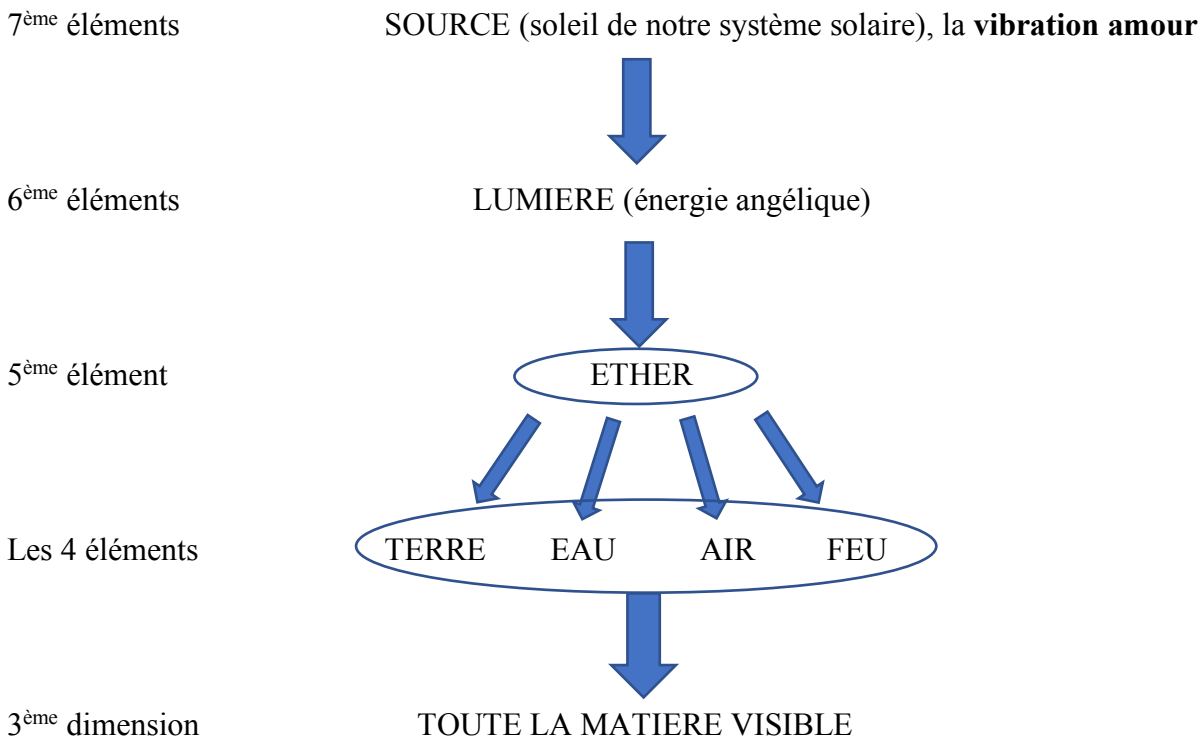 7ème éléments SOURCE (soleil de notre système solaire), la vibration amour
6ème éléments LUMIERE (énergie angélique)
5ème élément ETHER
Les 4 éléments TERRE EAU AIR FEU
3ème dimension TOUTE LA MATIERE VISIBLE